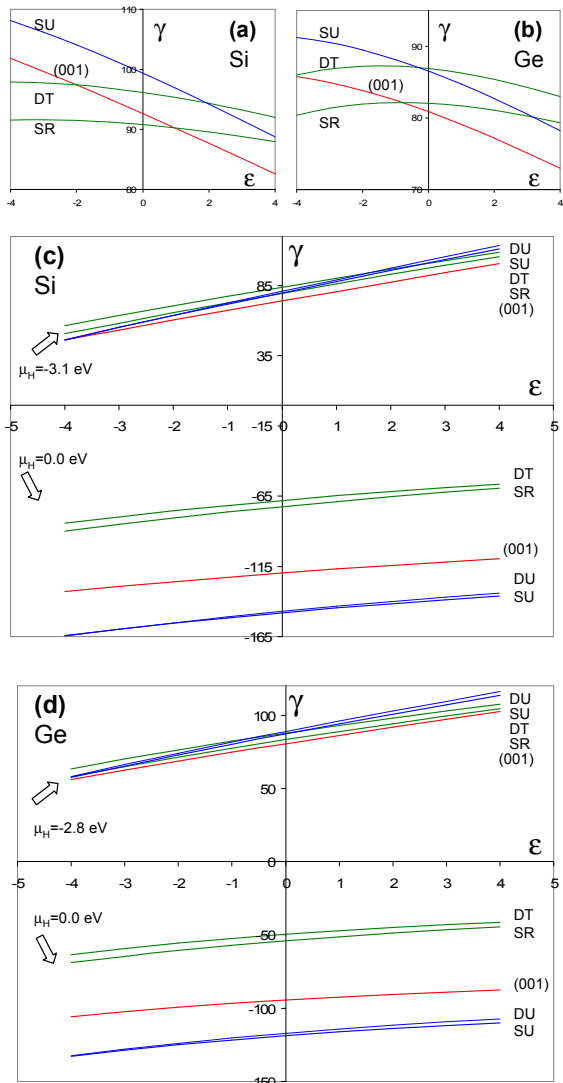 110
SU
γ
(a)
Si
100
(001)
DT
90
SR
80
ε
-4
-2
0
2
4
γ
(b)
SU
Ge
90
DT
(001)
80
SR
70
ε
-4
-2
0
2
4
(c)
γ
Si
DU
SU
DT
SR
(001)
85
35
μH=-3.1 eV
ε
-5
-4
-3
-2
-1
0
1
2
3
4
5
-15
μH=0.0 eV
DT
SR
-65
(001)
-115
DU
SU
-165
(d)
γ
Ge
DU
SU
DT
SR
(001)
100
50
μH=-2.8 eV
ε
0
-5
-4
-3
-2
-1
0
1
2
3
4
5
μH=0.0 eV
DT
SR
-50
(001)
-100
DU
SU
-150